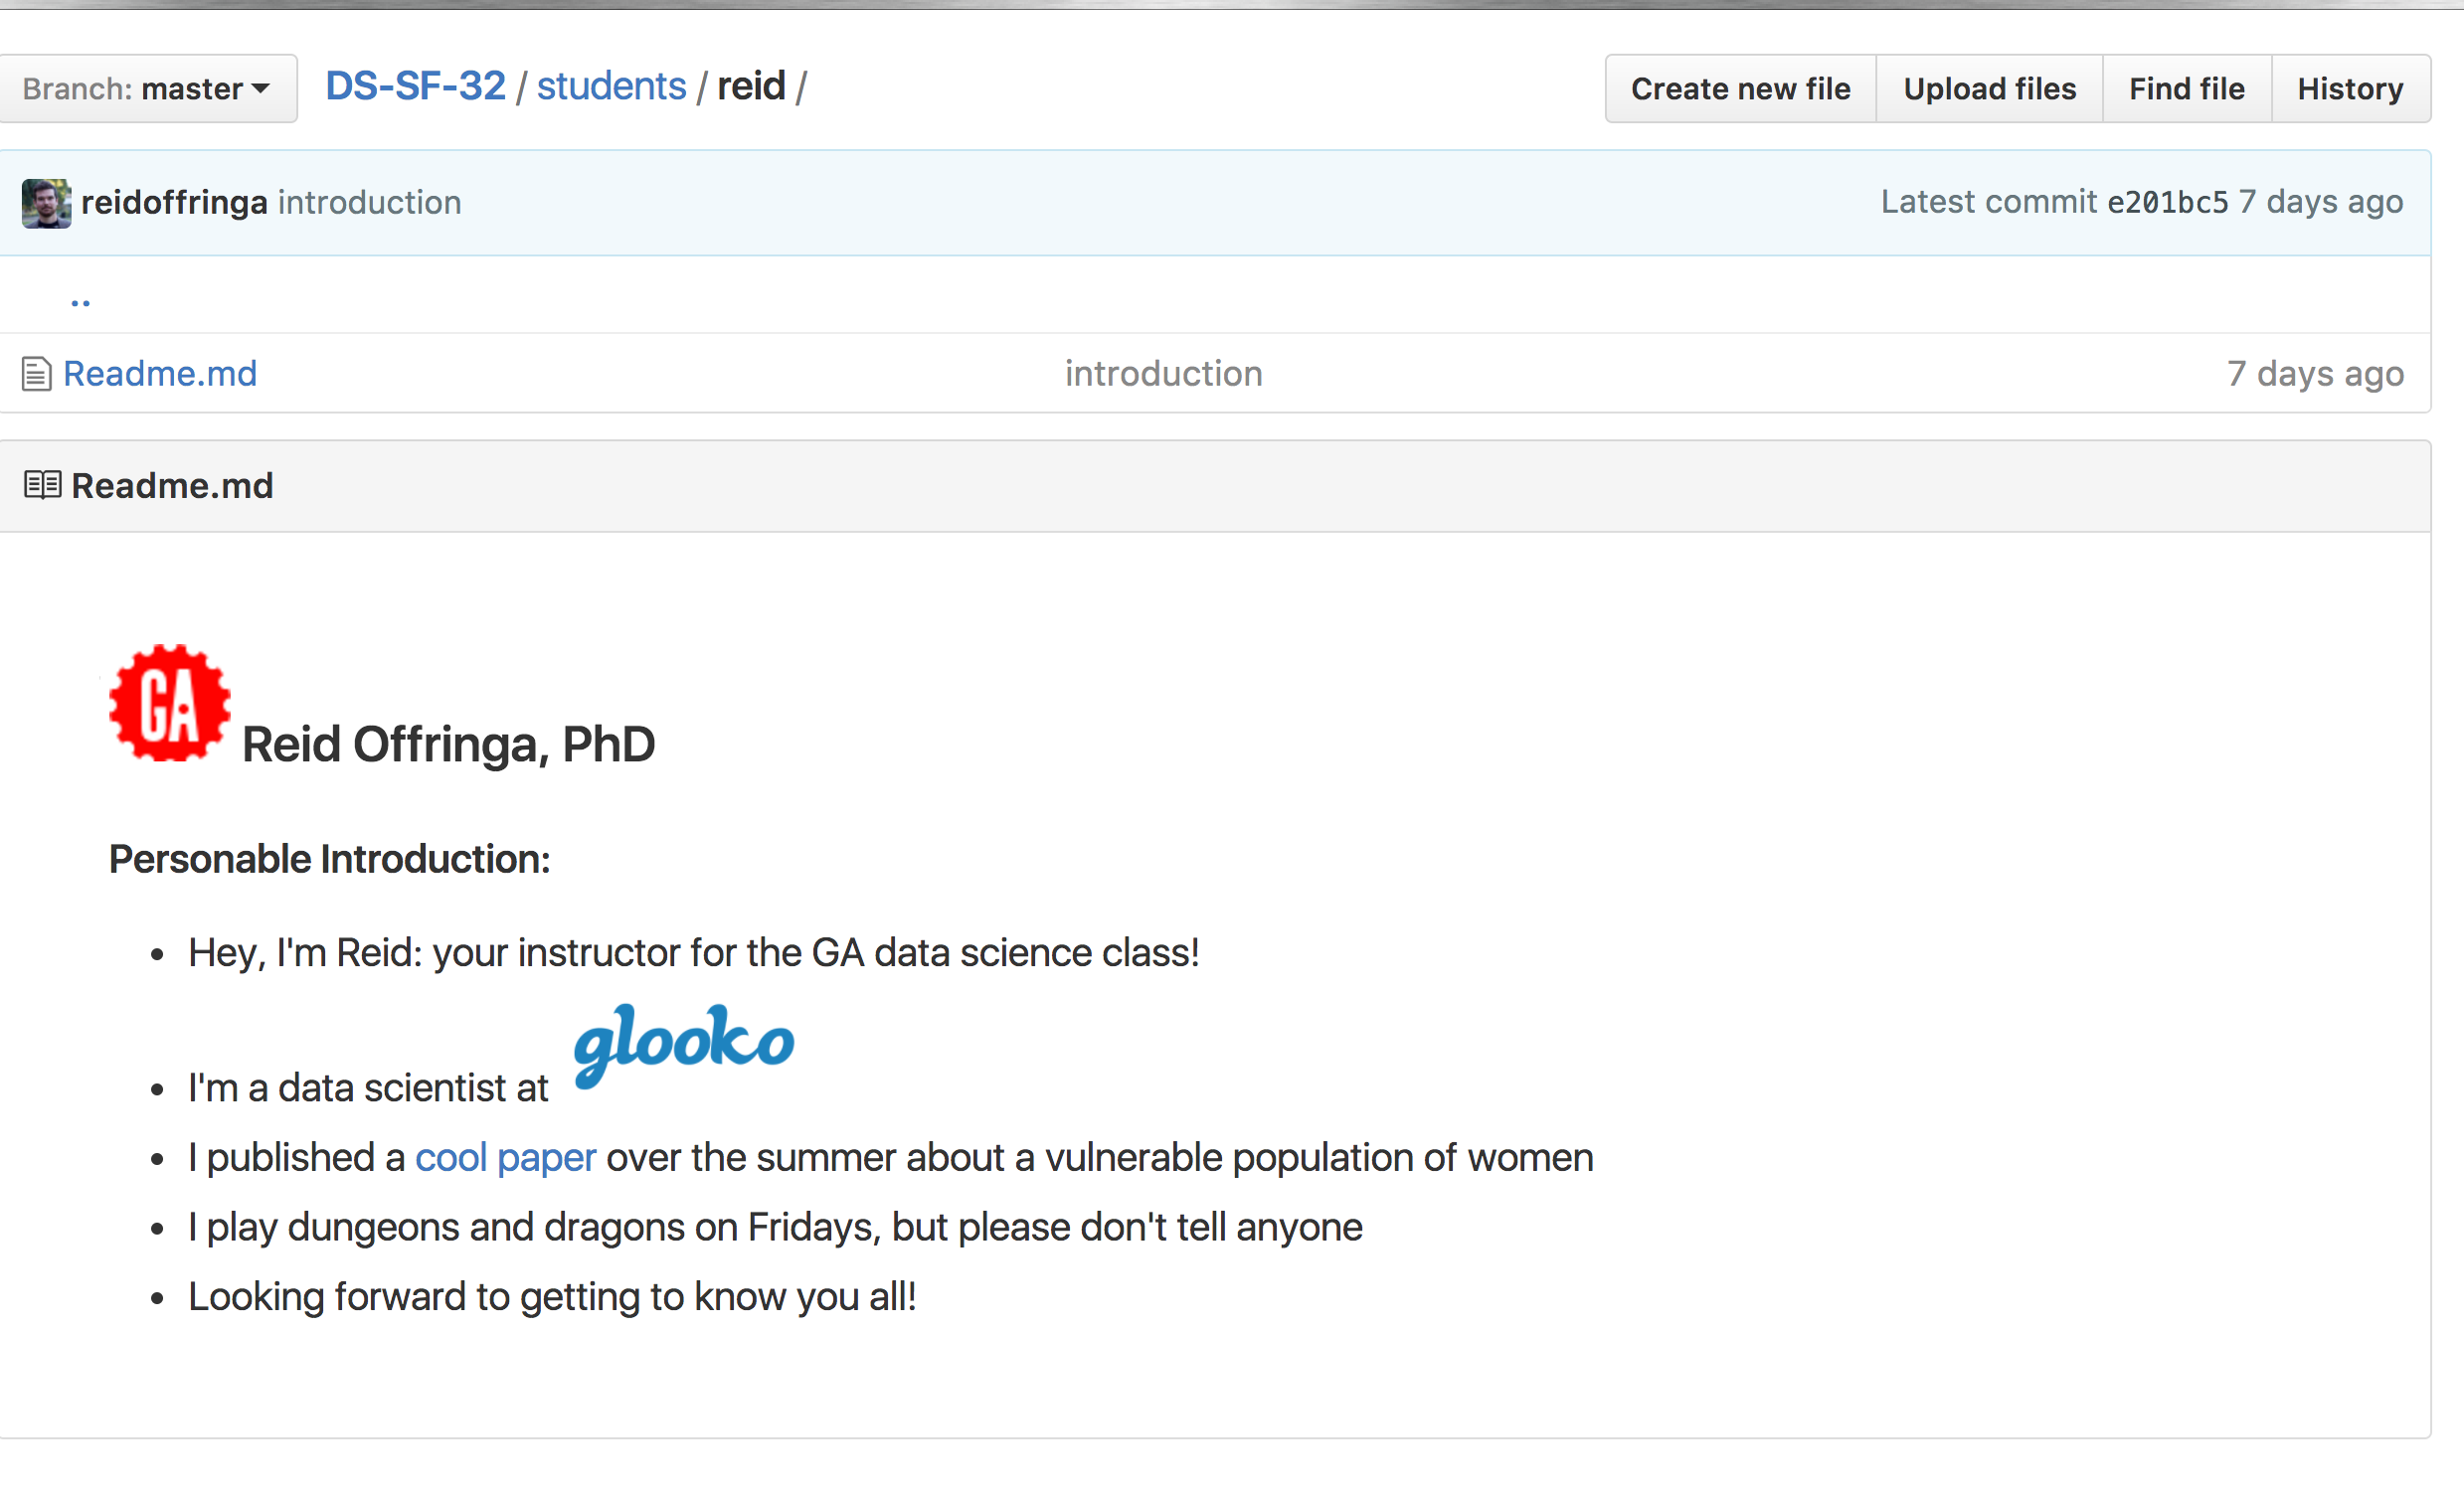 Branch: master DS-SF-32 / students / reid / Create new file Upload files Find file History
reidoffringa introduction Latest commit e201bc5 7 days ago
..
Readme.md introduction 7 days ago
Readme.md
GA Reid Offringa, PhD
Personable Introduction:
• Hey, I'm Reid: your instructor for the GA data science class!
• I'm a data scientist at glooko
• I published a cool paper over the summer about a vulnerable population of women
• I play dungeons and dragons on Fridays, but please don't tell anyone
• Looking forward to getting to know you all!